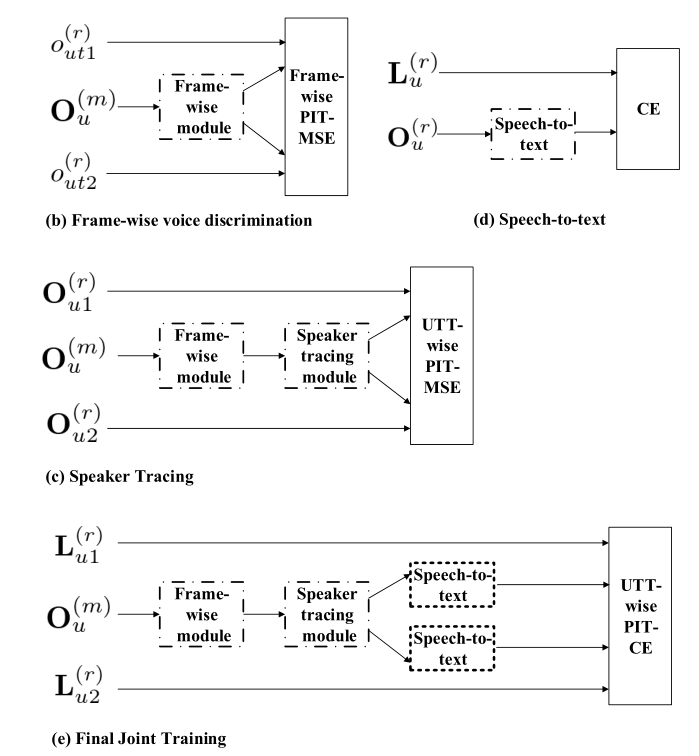 o_{ut1}^{(r)}
O_u^{(m)}
o_{ut2}^{(r)}
Frame-
wise
module
Frame-
wise
PIT-
MSE
(b) Frame-wise voice discrimination
L_u^{(r)}
O_u^{(r)}
Speech-to-
text
CE
(d) Speech-to-text
O_{u1}^{(r)}
O_u^{(m)}
O_{u2}^{(r)}
Frame-
wise
module
Speaker
tracing
module
UTT-
wise
PIT-
MSE
(c) Speaker Tracing
L_{u1}^{(r)}
O_u^{(m)}
L_{u2}^{(r)}
Frame-
wise
module
Speaker
tracing
module
Speech-to-
text
Speech-to-
text
UTT-
wise
PIT-
CE
(e) Final Joint Training